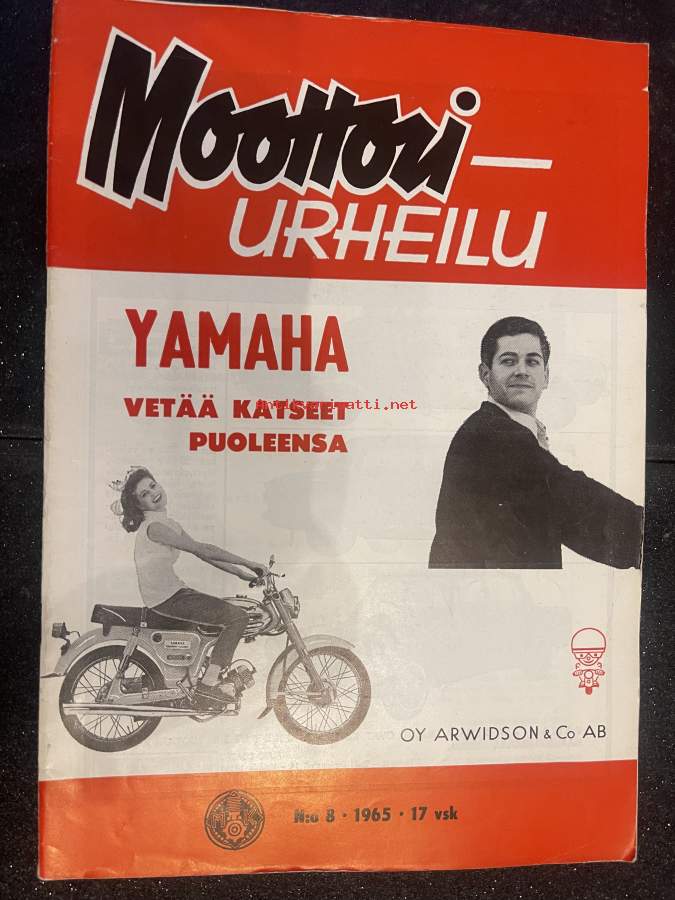 Moottori–
URHEILU
YAMAHA
VETÄÄ KATSEET
PUOLEENSA
OY ARWIDSON & Co AB
N:o 8 · 1965 · 17 vsk